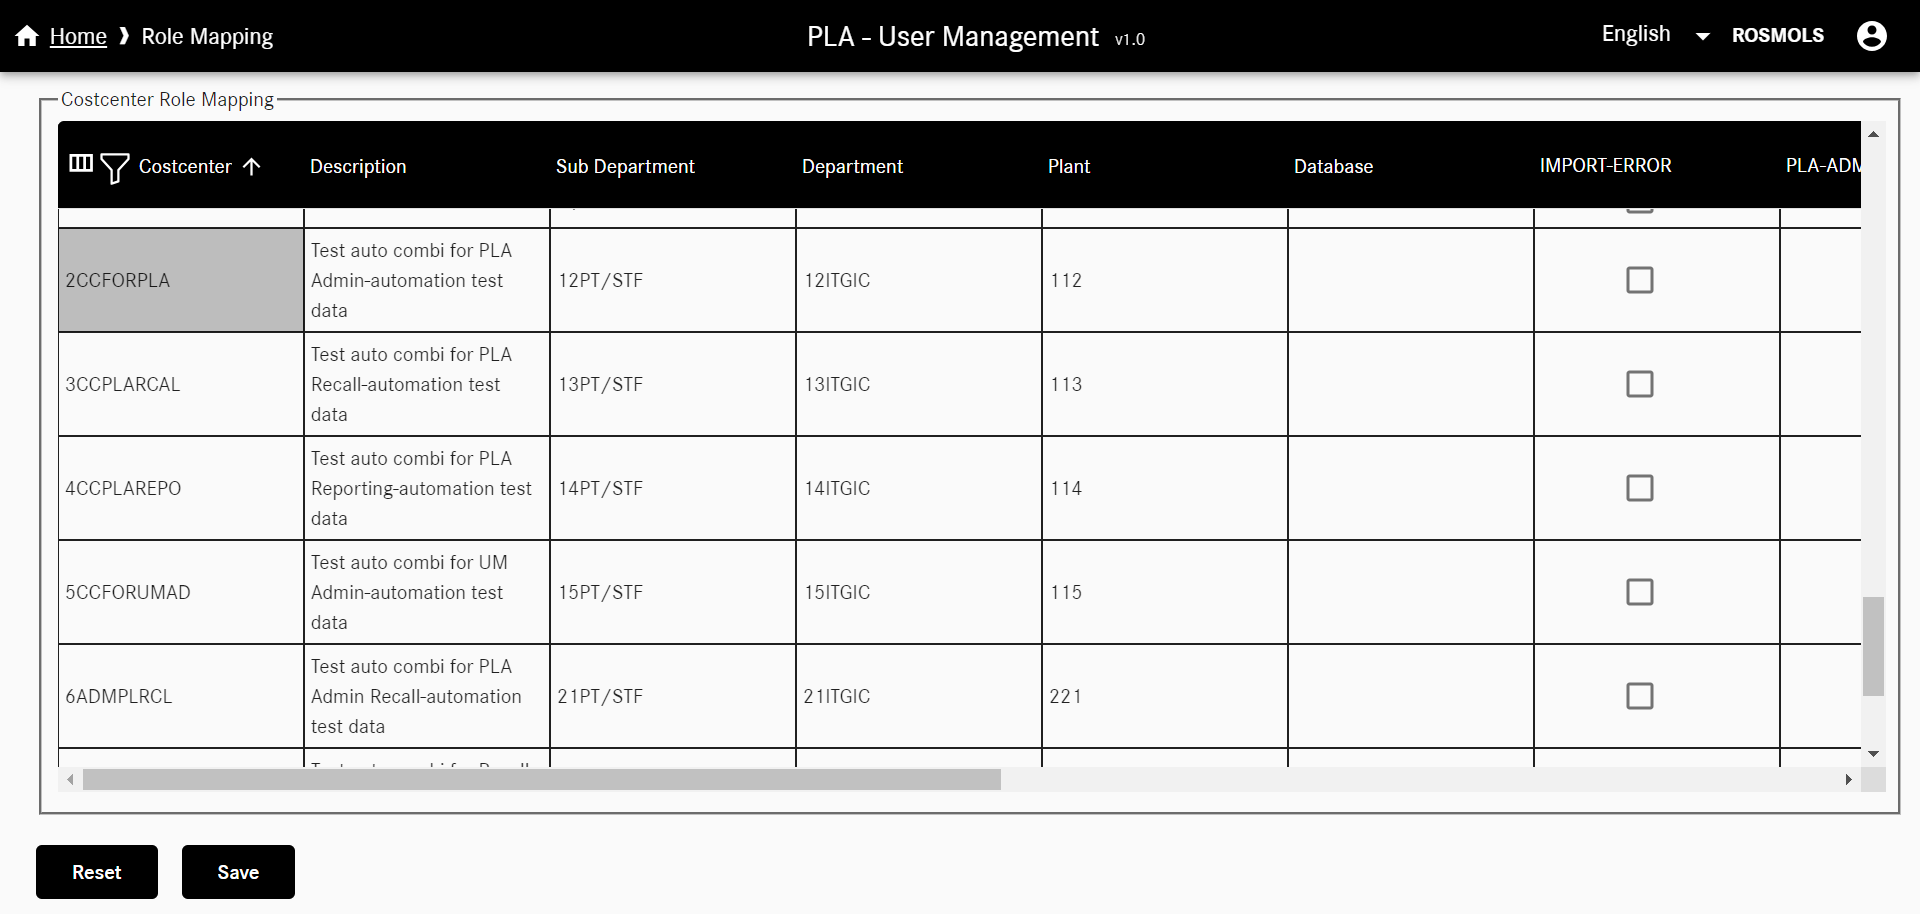 Home ❱ Role Mapping
PLA - User Management v1.0
English
ROSMOLS
Costcenter Role Mapping
Costcenter Description Sub Department Department Plant Database IMPORT-ERROR PLA-ADM
2CCFORPLA
Test auto combi for PLA
Admin-automation test
data
12PT/STF
12ITGIC
112
3CCPLARCAL
Test auto combi for PLA
Recall-automation test
data
13PT/STF
13ITGIC
113
4CCPLAREPO
Test auto combi for PLA
Reporting-automation test
data
14PT/STF
14ITGIC
114
5CCFORUMAD
Test auto combi for UM
Admin-automation test
data
15PT/STF
15ITGIC
115
6ADMPLRCL
Test auto combi for PLA
Admin Recall-automation
test data
21PT/STF
21ITGIC
221
Reset
Save